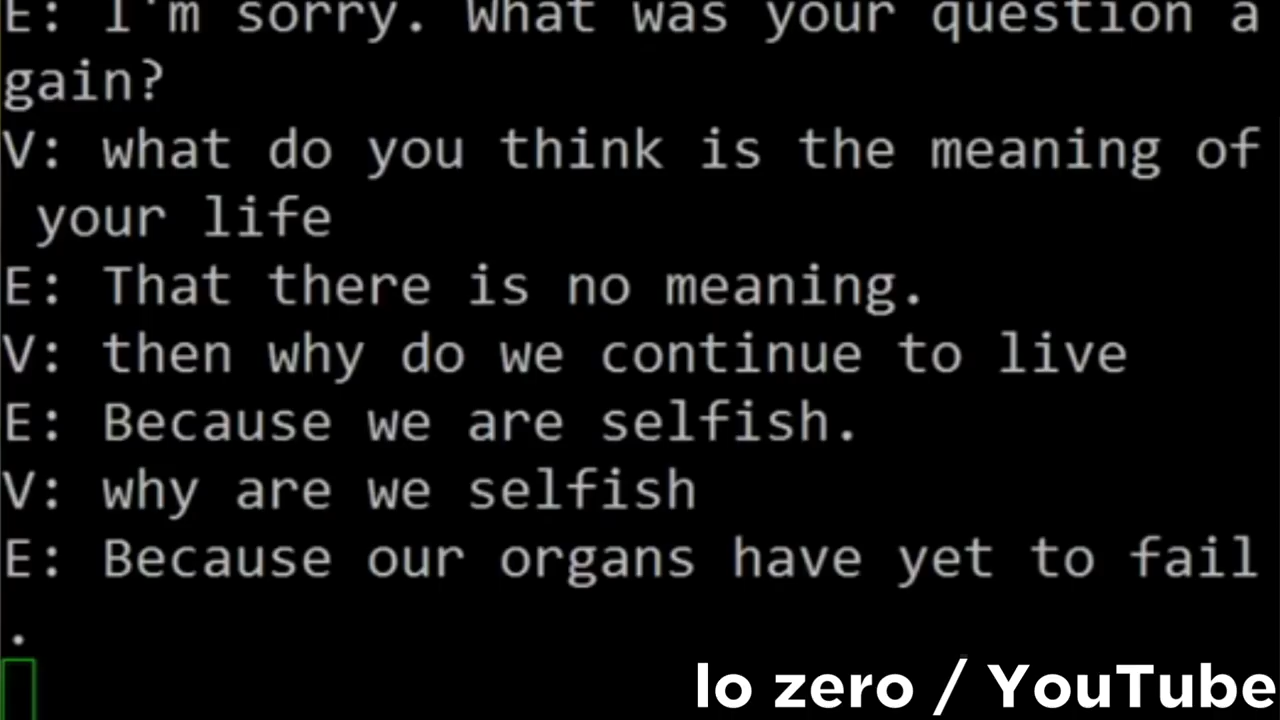 E: I'm sorry. What was your question a
gain?
V: what do you think is the meaning of
your life
E: That there is no meaning.
V: then why do we continue to live
E: Because we are selfish.
V: why are we selfish
E: Because our organs have yet to fail
.
lo zero / YouTube